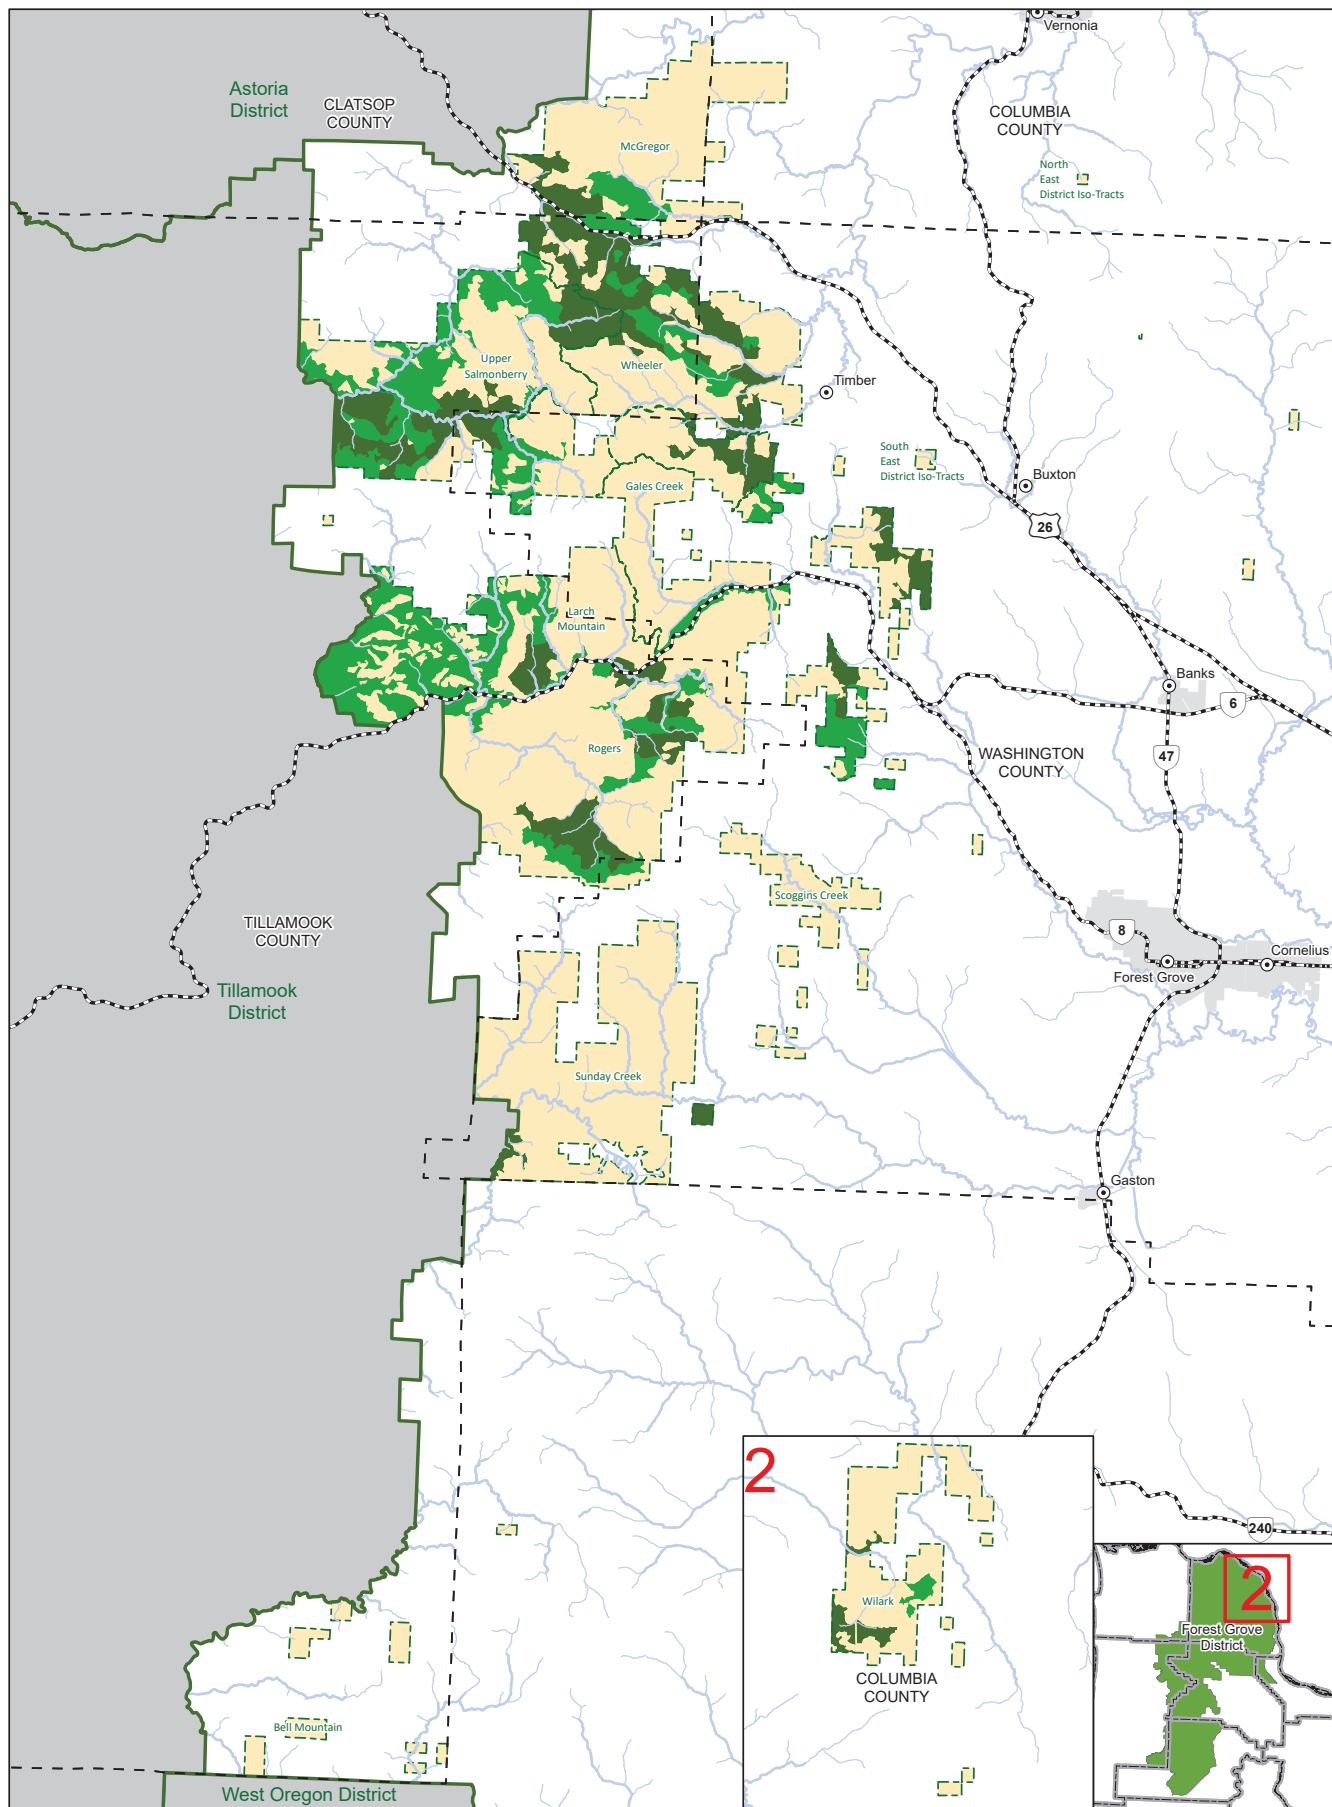 Vernonia
Astoria
District
CLATSOP
COUNTY
COLUMBIA
COUNTY
McGregor
North
East
District Iso-Tracts
Upper
Salmonberry
Wheeler
Timber
South
East
District Iso-Tracts
Buxton
Gales Creek
26
Larch
Mountain
Banks
6
Rogers
WASHINGTON
COUNTY
47
Scoggins Creek
TILLAMOOK
COUNTY
8
Cornelius
Forest Grove
Tillamook
District
Sunday Creek
Gaston
2
240
2
Wilark
Forest Grove
District
COLUMBIA
COUNTY
Bell Mountain
West Oregon District